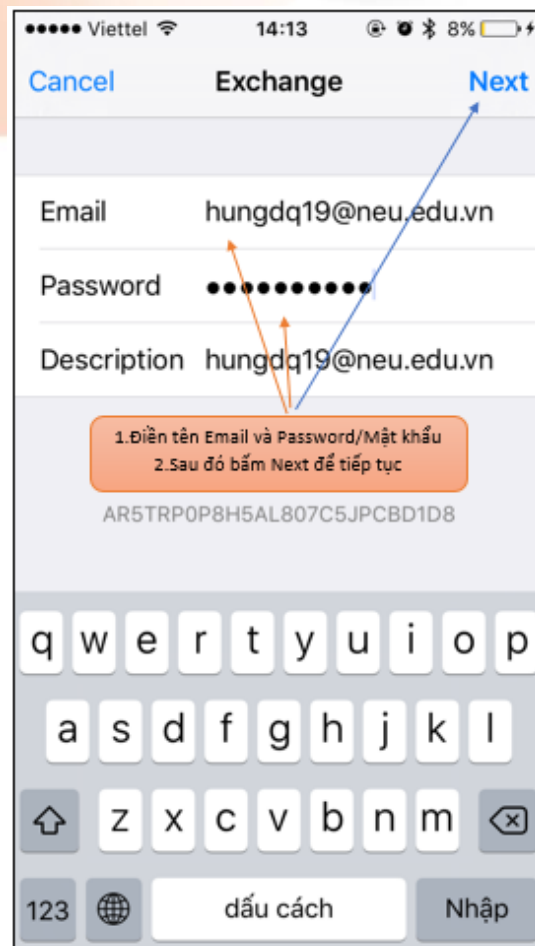 Viettel 14:13 8%
Cancel Exchange Next
Email hungdq19@neu.edu.vn
Password ●●●●●●●●●●
Description hungdq19@neu.edu.vn
1.Điền tên Email và Password/Mật khẩu
2.Sau đó bấm Next để tiếp tục
AR5TRP0P8H5AL807C5JPCBD1D8
q w e r t y u i o p
a s d f g h j k l
z x c v b n m
123 dấu cách Nhập